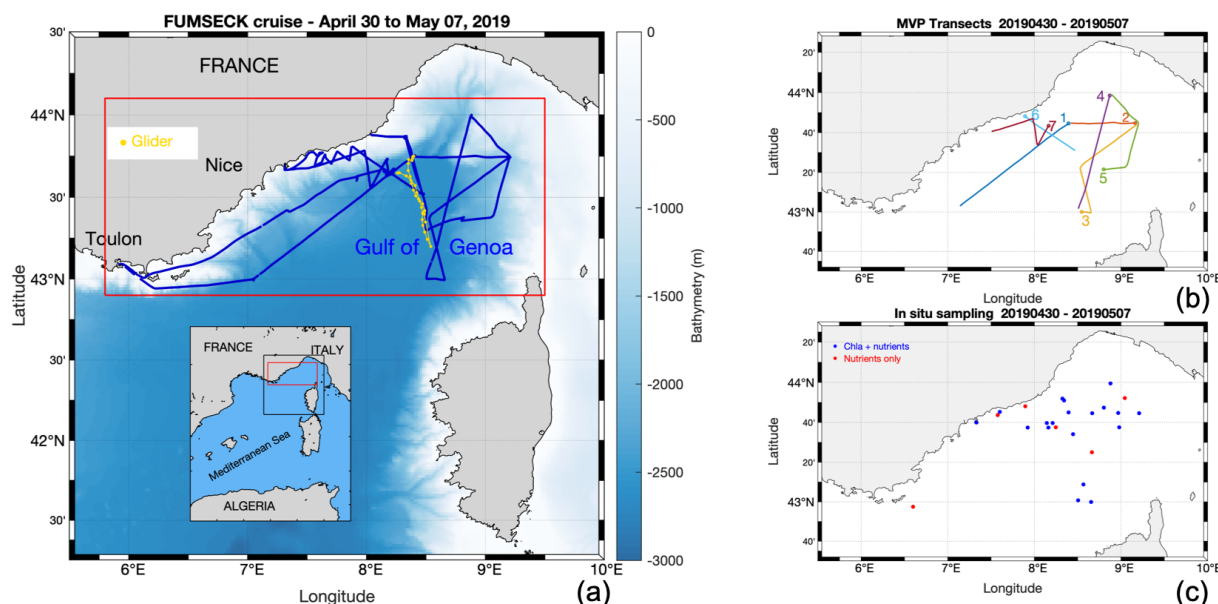 FUMSECK cruise - April 30 to May 07, 2019
30'
44°N
30'
43°N
30'
42°N
30'
Latitude
6°E
7°E
8°E
9°E
10°E
Longitude
FRANCE
Glider
Nice
Toulon
Gulf of Genoa
FRANCE
ITALY
Mediterranean Sea
ALGERIA
0
-500
-1000
-1500
-2000
-2500
-3000
Bathymetry (m)
(a)
MVP Transects 20190430 - 20190507
20'
44°N
40'
20'
43°N
40'
Latitude
1
2
3
4
5
6
7
6°E
7°E
8°E
9°E
10°E
Longitude
(b)
In situ sampling 20190430 - 20190507
Chla + nutrients
Nutrients only
20'
44°N
40'
20'
43°N
40'
Latitude
6°E
7°E
8°E
9°E
10°E
Longitude
(c)